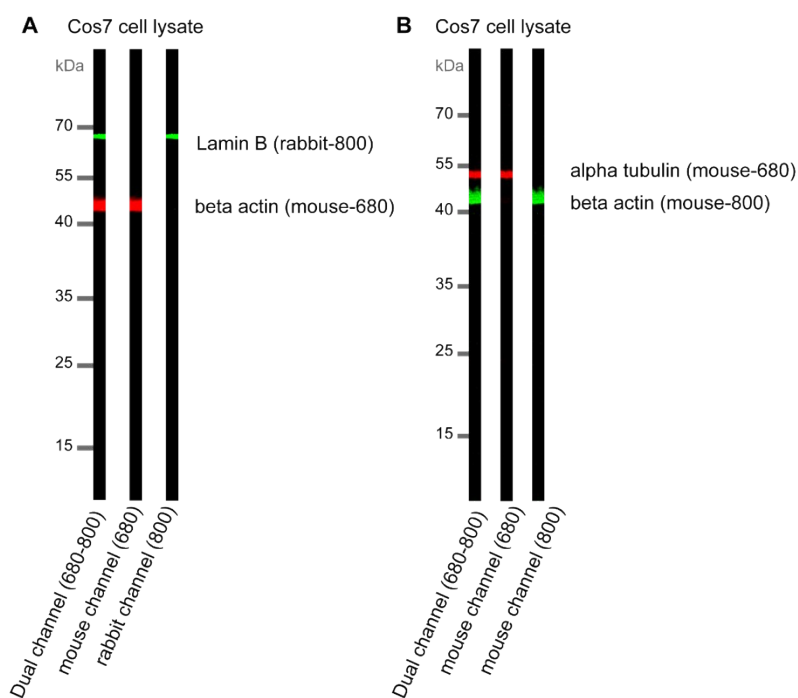 A
Cos7 cell lysate
kDa
70
Lamin B (rabbit-800)
55
beta actin (mouse-680)
40
35
25
15
Dual channel (680-800)
mouse channel (680)
rabbit channel (800)
B
Cos7 cell lysate
kDa
70
55
alpha tubulin (mouse-680)
beta actin (mouse-800)
40
35
25
15
Dual channel (680-800)
mouse channel (680)
mouse channel (800)